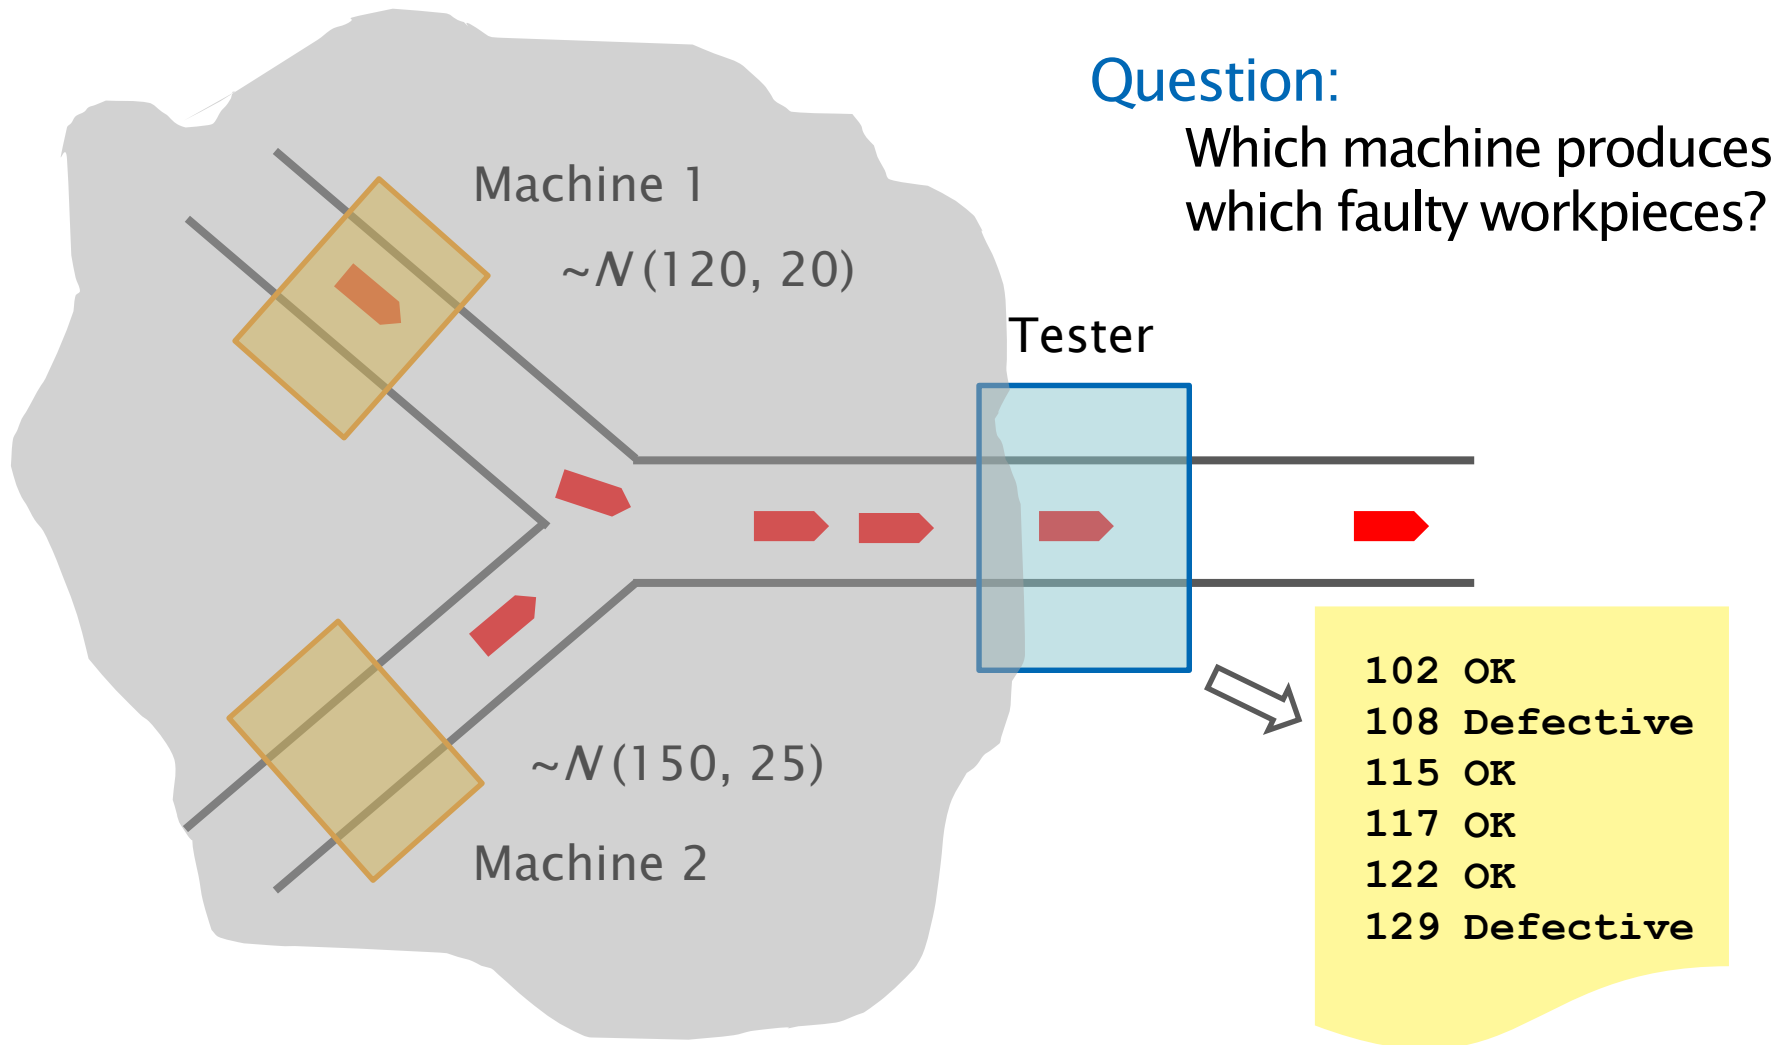 Question:
Which machine produces
which faulty workpieces?
Machine 1
~N (120, 20)
Tester
~N (150, 25)
Machine 2
102 OK
108 Defective
115 OK
117 OK
122 OK
129 Defective